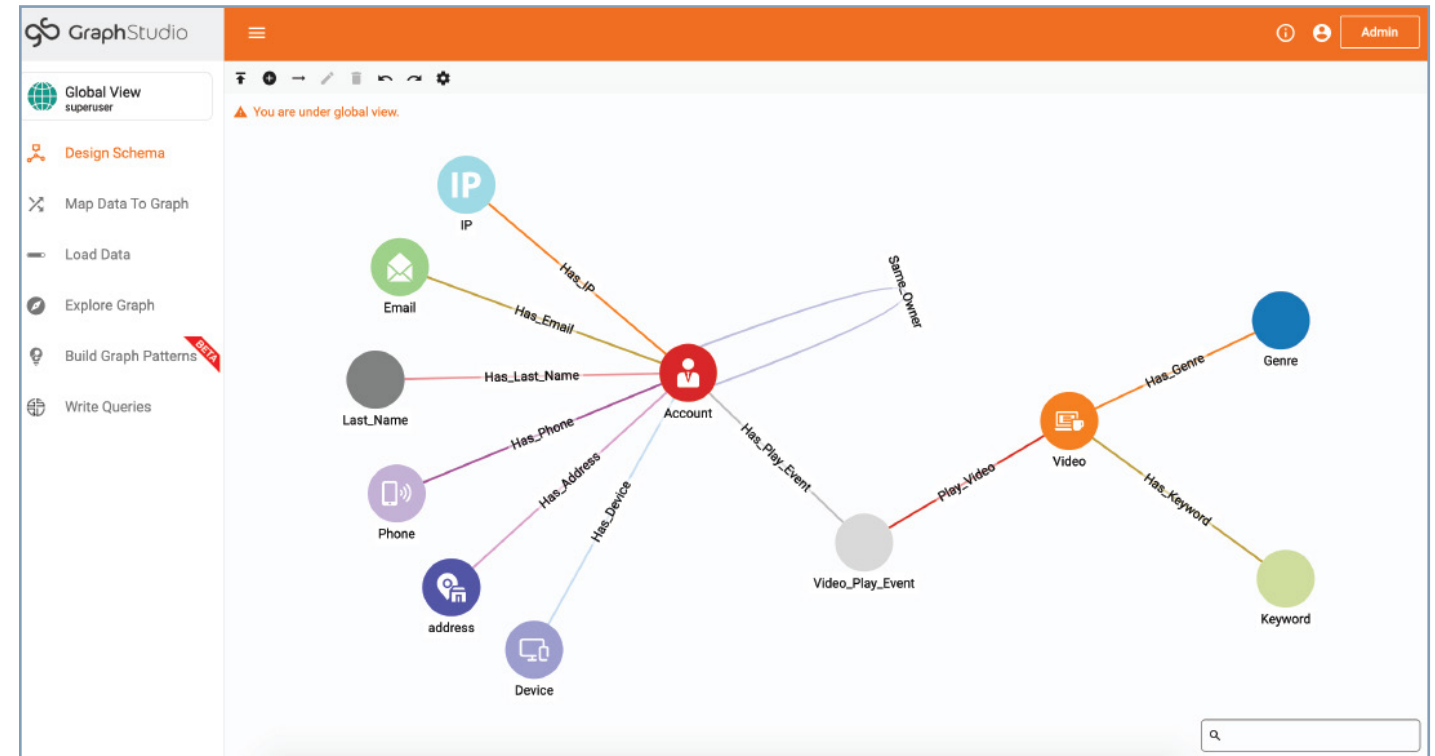 GraphStudio
Admin
Global View
superuser
You are under global view.
Design Schema
Map Data To Graph
Load Data
Explore Graph
Build Graph Patterns
BETA
Write Queries
IP
IP
Has_IP
Email
Has_Email
Same_Owner
Last_Name
Has_Last_Name
Account
Genre
Has_Genre
Phone
Has_Phone
Has_Play_Event
Video
Play_Video
Has_Keyword
address
Has_Address
Has_Device
Video_Play_Event
Keyword
Device